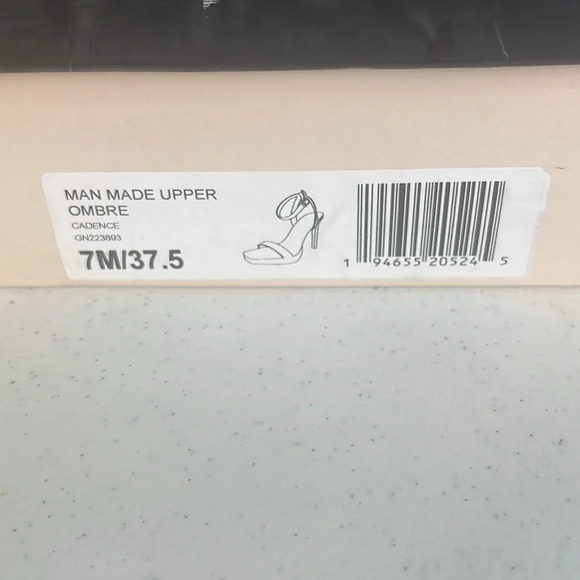 MAN MADE UPPER
OMBRE
CADENCE
GN223893
7M/37.5
1 94655 20524 5